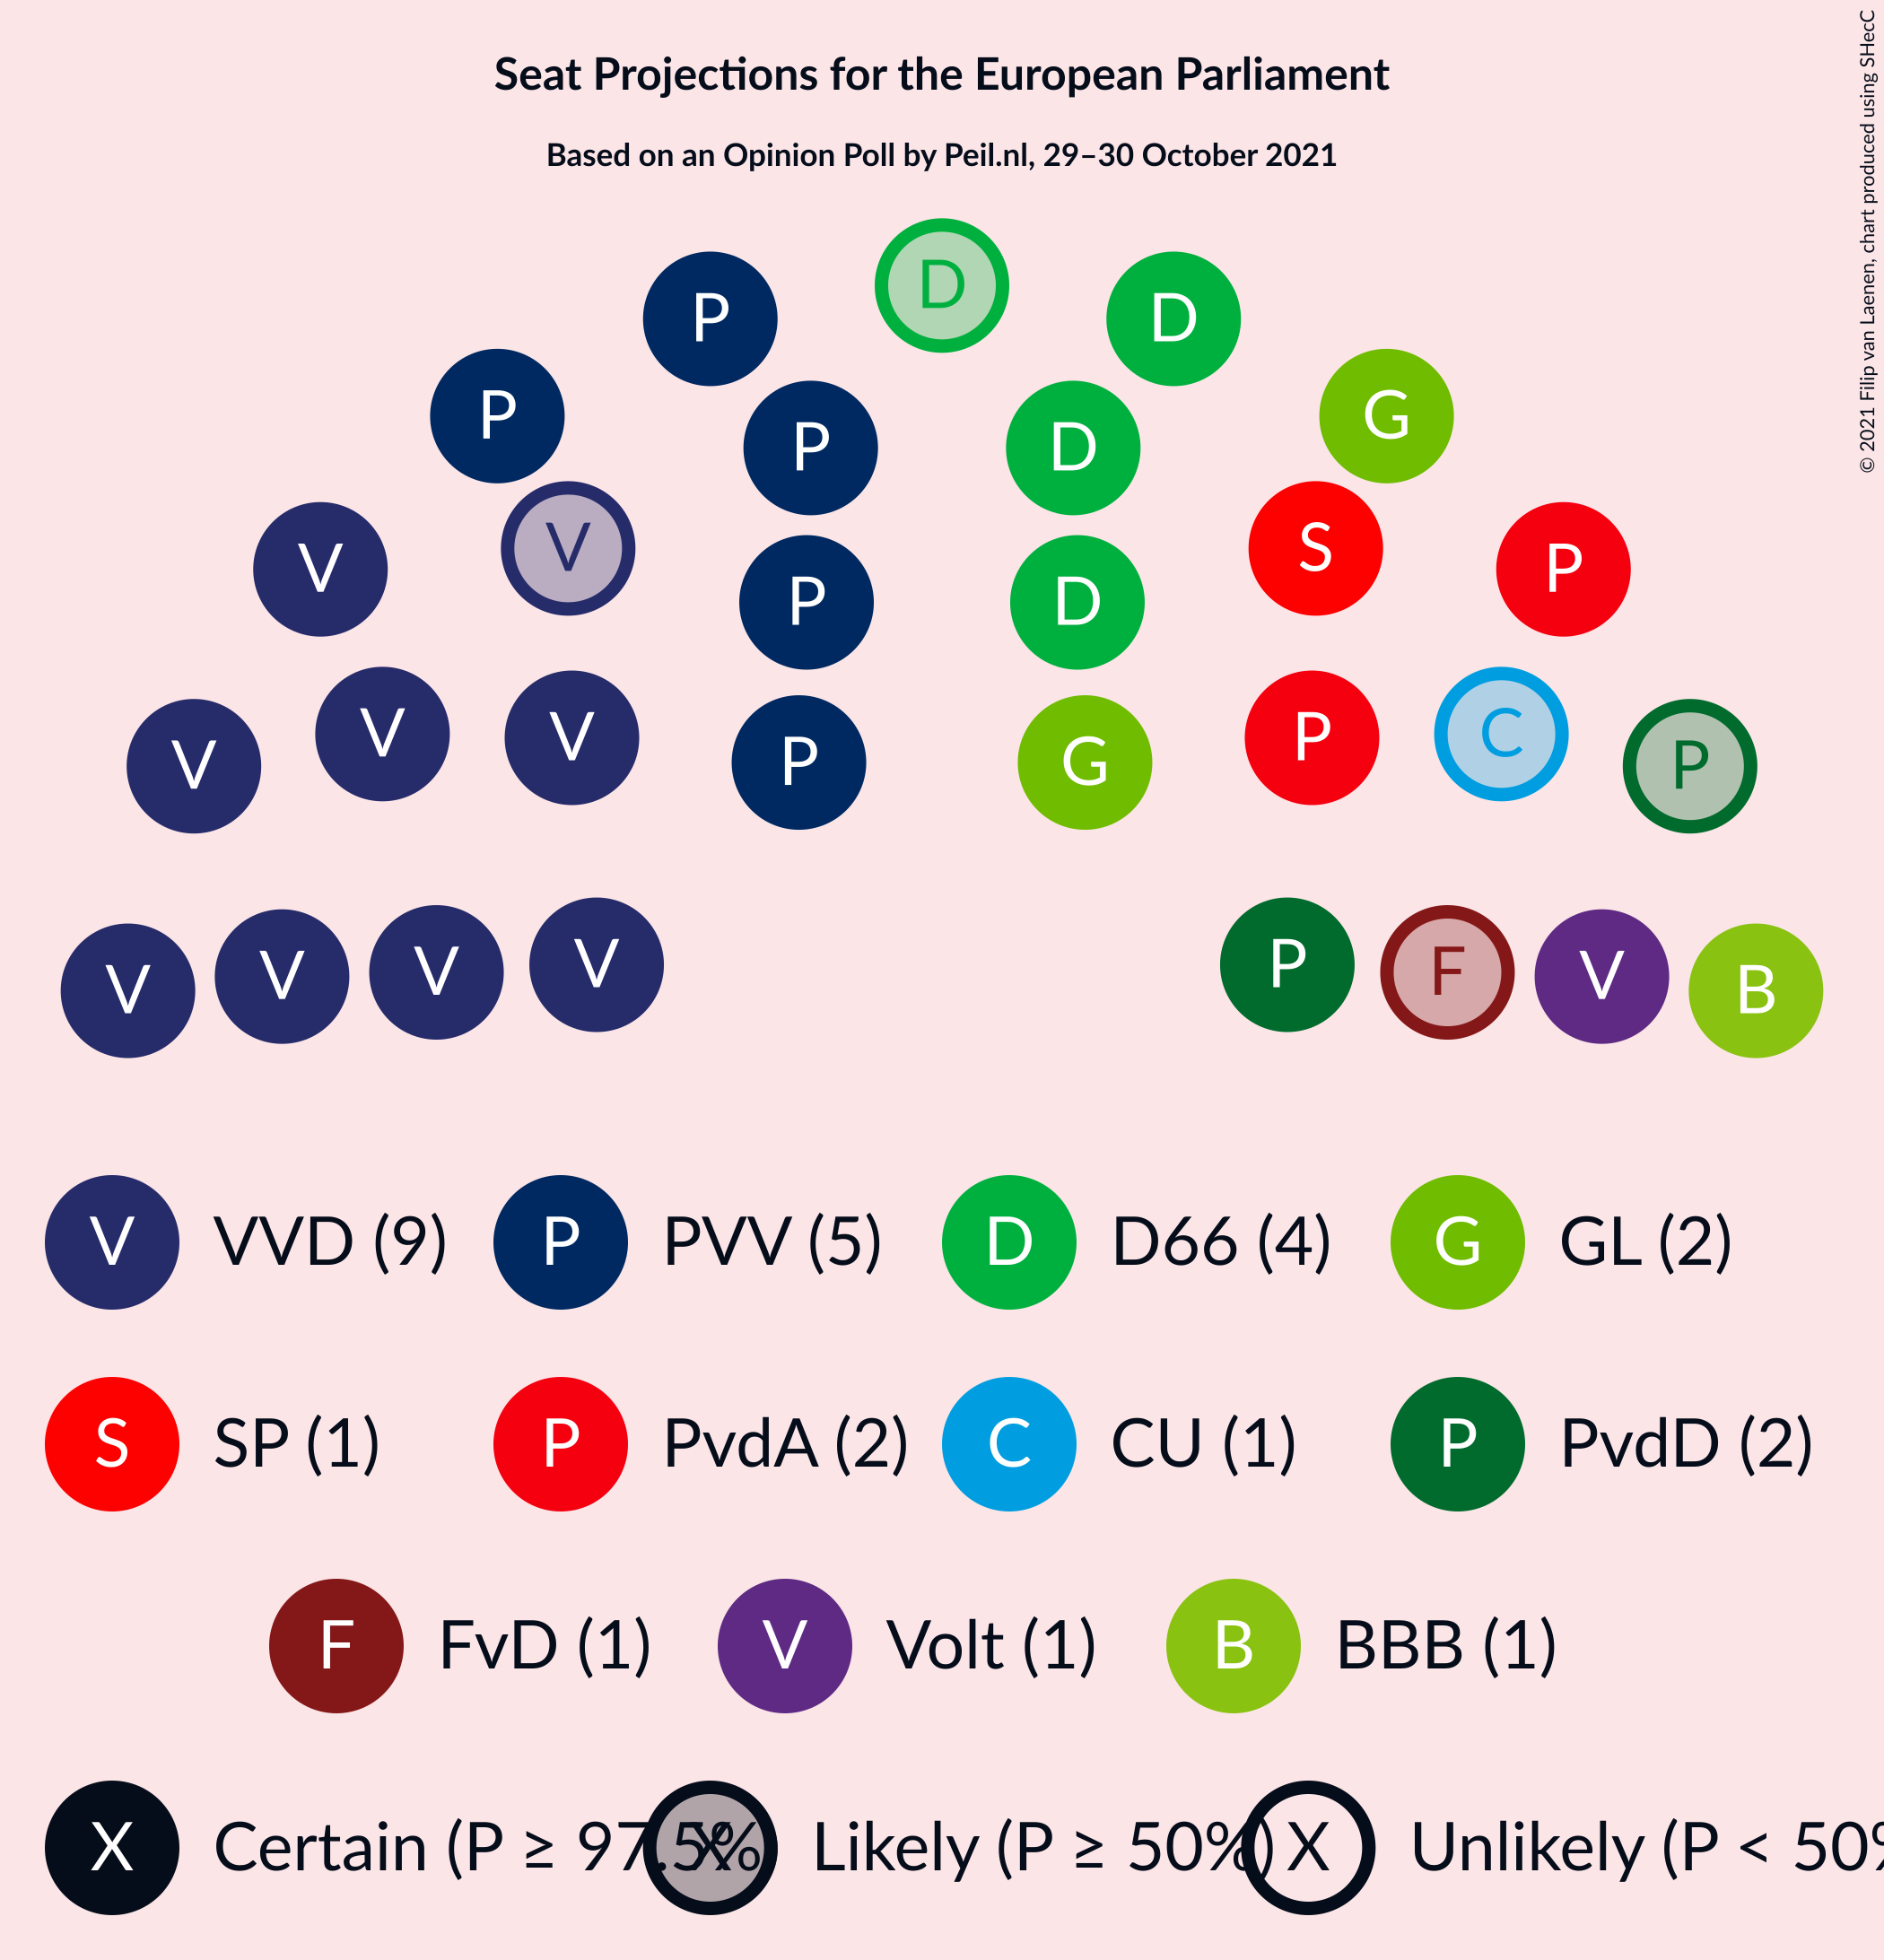 Seat Projections for the European Parliament
Based on an Opinion Poll by Peil.nl, 29–30 October 2021
© 2021 Filip van Laenen, chart produced using SHecC
D
P D
P G
P D
V S
V P
P D
V C
V V P
P G
V P
V V V V P F V B
V VVD (9) P PVV (5) D D66 (4) G GL (2)
S SP (1) P PvdA (2) C CU (1) P PvdD (2)
F FvD (1) V Volt (1) B BBB (1)
X Certain (P ≥ 97.5% X Likely (P ≥ 50%) X Unlikely (P < 50%